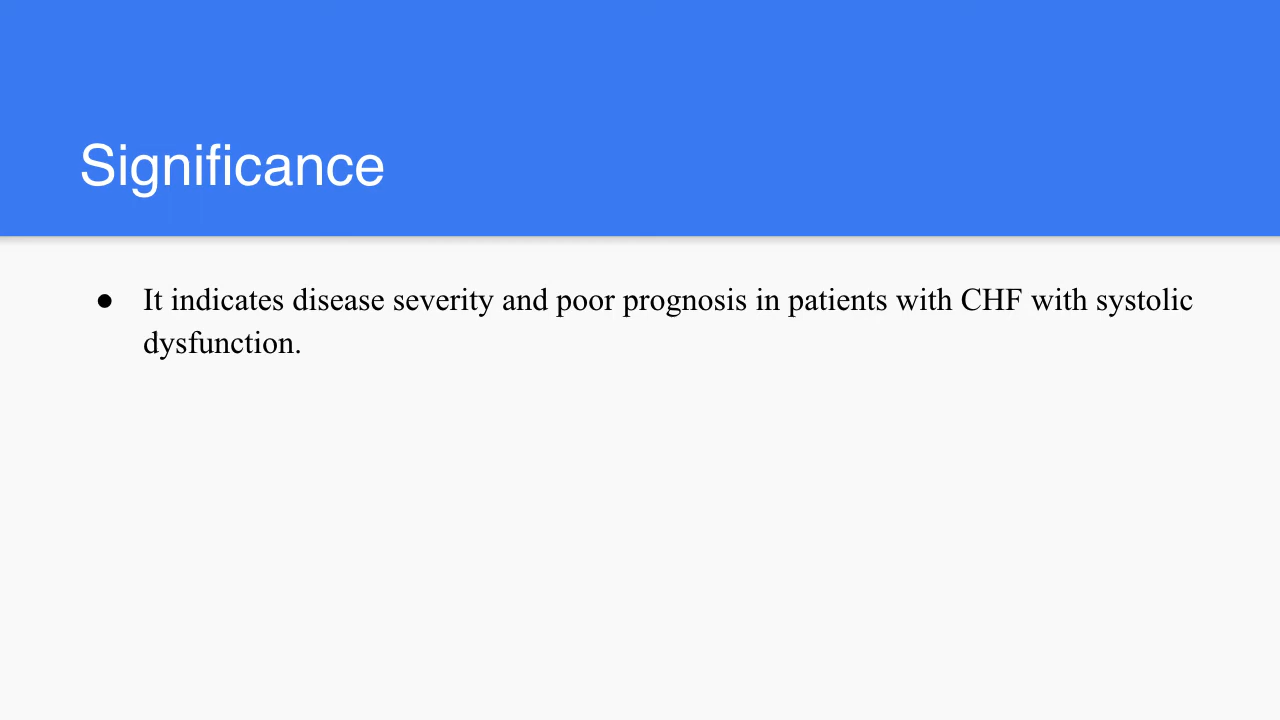 Significance
● It indicates disease severity and poor prognosis in patients with CHF with systolic
dysfunction.